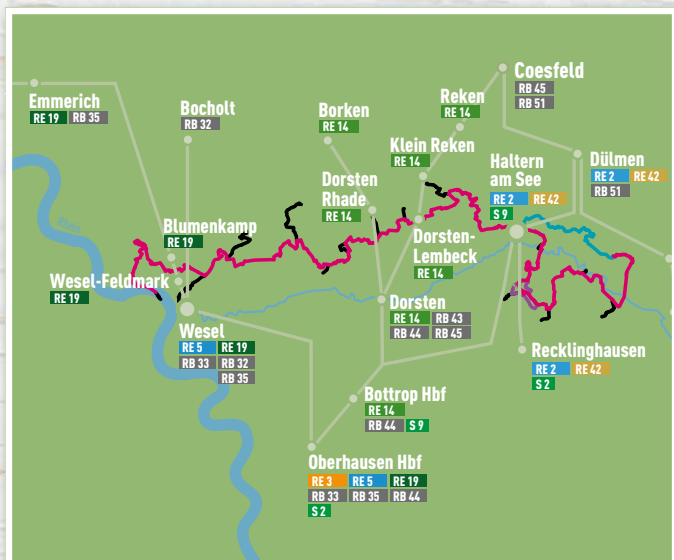 Coesfeld
RB 45
RB 51
Emmerich
RE 19 RB 35
Bocholt
RB 32
Borken
RE 14
Reken
RE 14
Klein Reken
RE 14
Haltern
am See
RE 2 RE 42
S 9
Dülmen
RE 2 RE 42
RB 51
Dorsten
Rhade
RE 14
Rhein
Blumenkamp
RE 19
Dorsten-
Lembeck
RE 14
Wesel-Feldmark
RE 19
Dorsten
RE 14 RB 43
RB 44 RB 45
Wesel
RE 5 RE 19
RB 33 RB 32
RB 35
Recklinghausen
RE 2 RE 42
S 2
Bottrop Hbf
RE 14
RB 44 S 9
Oberhausen Hbf
RE 3 RE 5 RE 19
RB 33 RB 35 RB 44
S 2